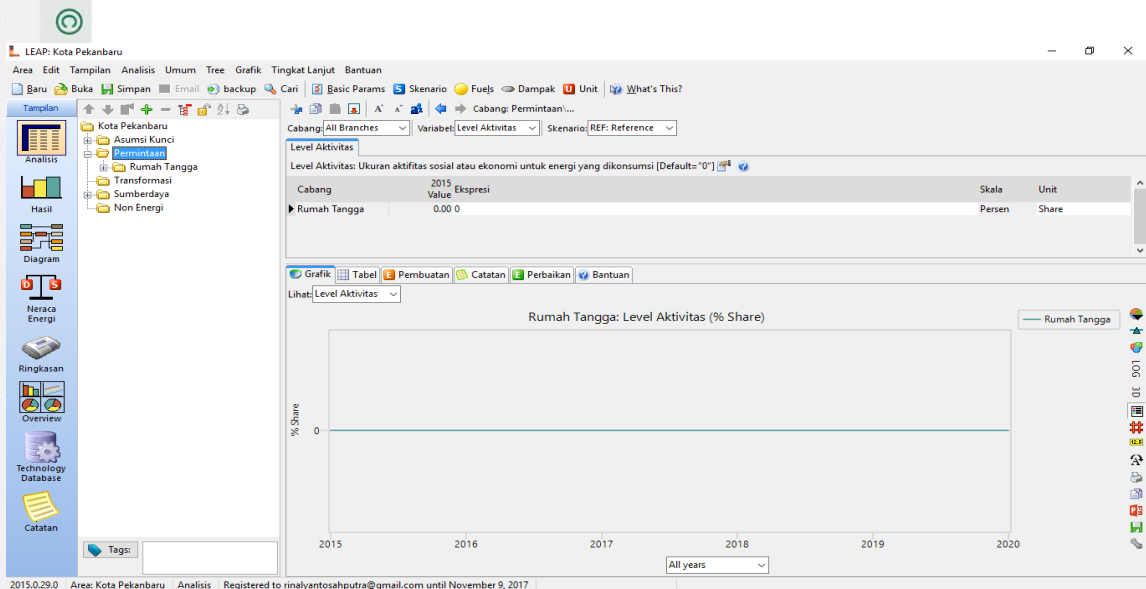 LEAP: Kota Pekanbaru
Area Edit Tampilan Analisis Umum Tree Grafik Tingkat Lanjut Bantuan
Baru Buka Simpan Email backup Cari Basic Params Skenario Fuels Dampak Unit What's This?
Tampilan
Cabang: Permintaan\...
Analisis
Hasil
Diagram
Neraca
Energi
Ringkasan
Overview
Technology
Database
Catatan
Kota Pekanbaru
Asumsi Kunci
Permintaan
Rumah Tangga
Transformasi
Sumberdaya
Non Energi
Tags:
Cabang: All Branches Variabel: Level Aktivitas Skenario: REF: Reference
Level Aktivitas
Level Aktivitas: Ukuran aktifitas sosial atau ekonomi untuk energi yang dikonsumsi [Default="0"]
Cabang 2015 Value Ekspresi Skala Unit
Rumah Tangga 0.00 0 Persen Share
Grafik Tabel Pembuatan Catatan Perbaikan Bantuan
Lihat: Level Aktivitas
Rumah Tangga: Level Aktivitas (% Share)
Rumah Tangga
% Share
0
2015 2016 2017 2018 2019 2020
All years
LOG
3D
12.5
2015.0.29.0 Area: Kota Pekanbaru Analisis Registered to rinalyantosahputra@gmail.com until November 9, 2017